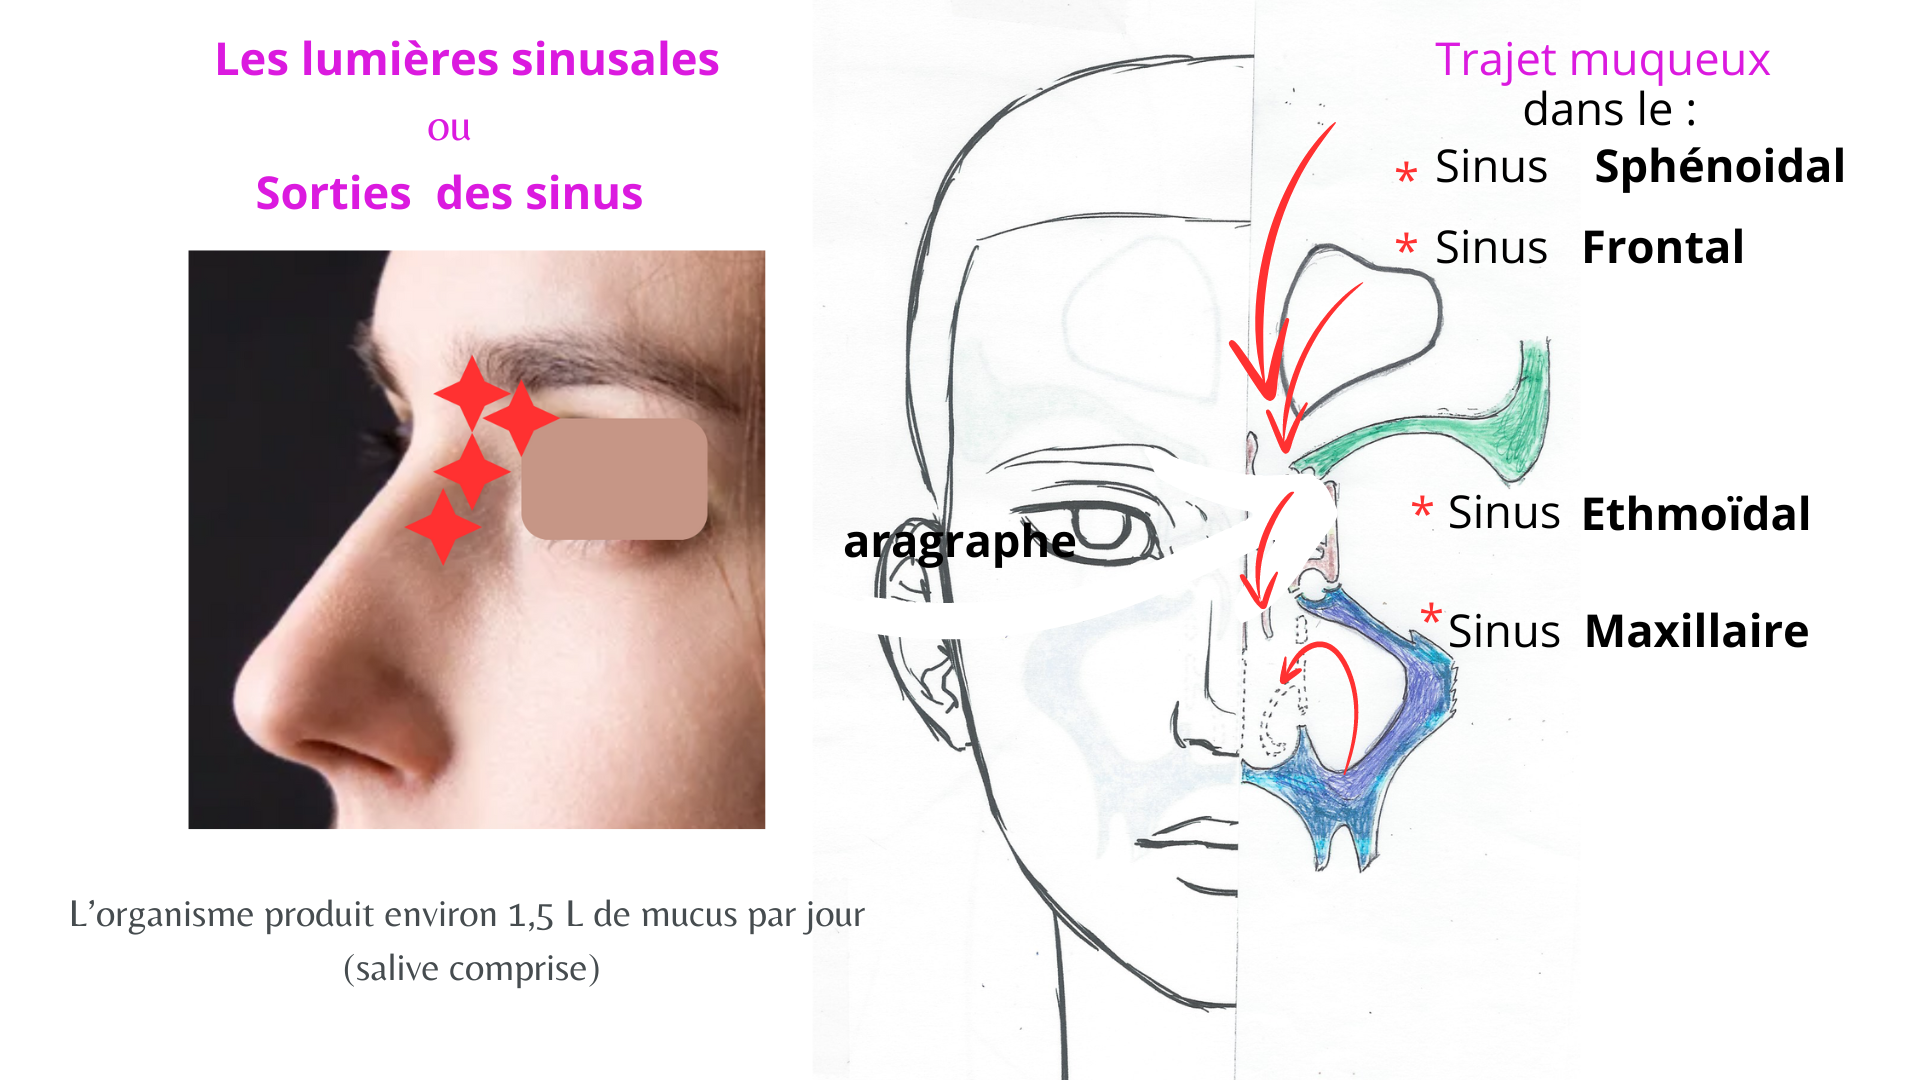 Les lumières sinusales
ou
Sorties des sinus
L’organisme produit environ 1,5 L de mucus par jour
(salive comprise)
aragraphe
Trajet muqueux
dans le :
* Sinus Sphénoidal
* Sinus Frontal
* Sinus Ethmoïdal
* Sinus Maxillaire